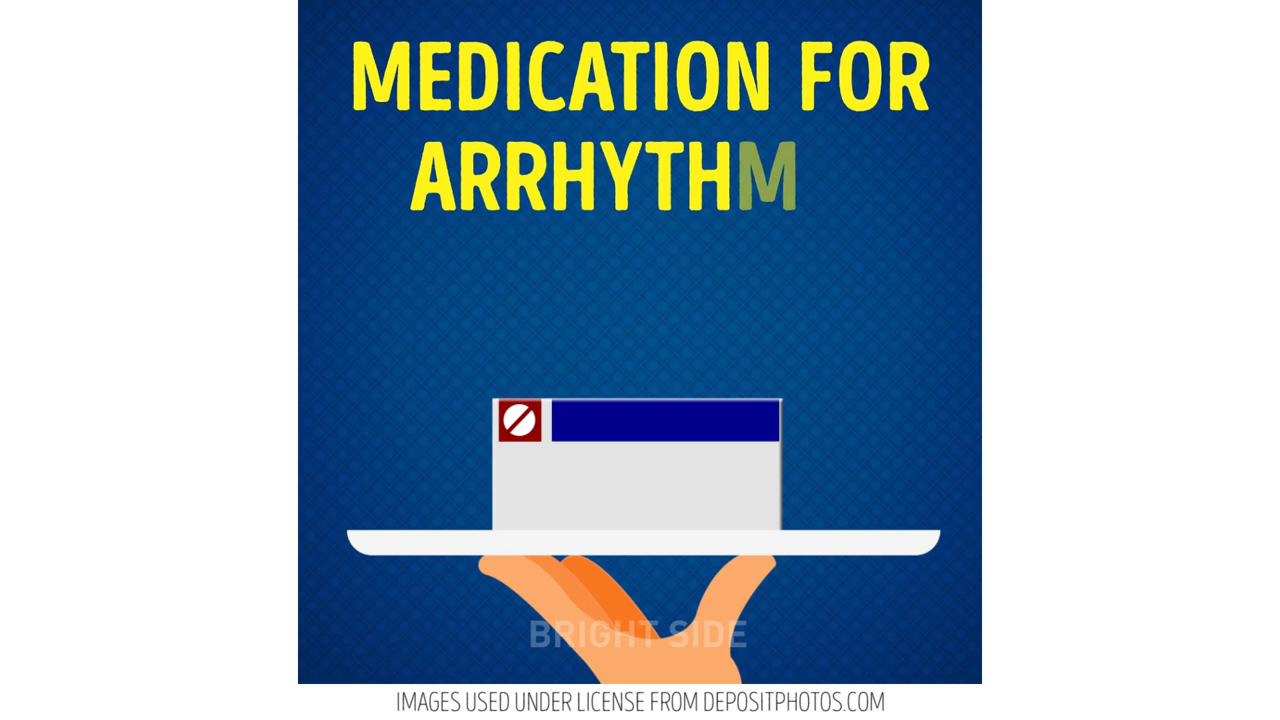 MEDICATION FOR
ARRHYTHM
BRIGHT SIDE
IMAGES USED UNDER LICENSE FROM DEPOSITPHOTOS.COM